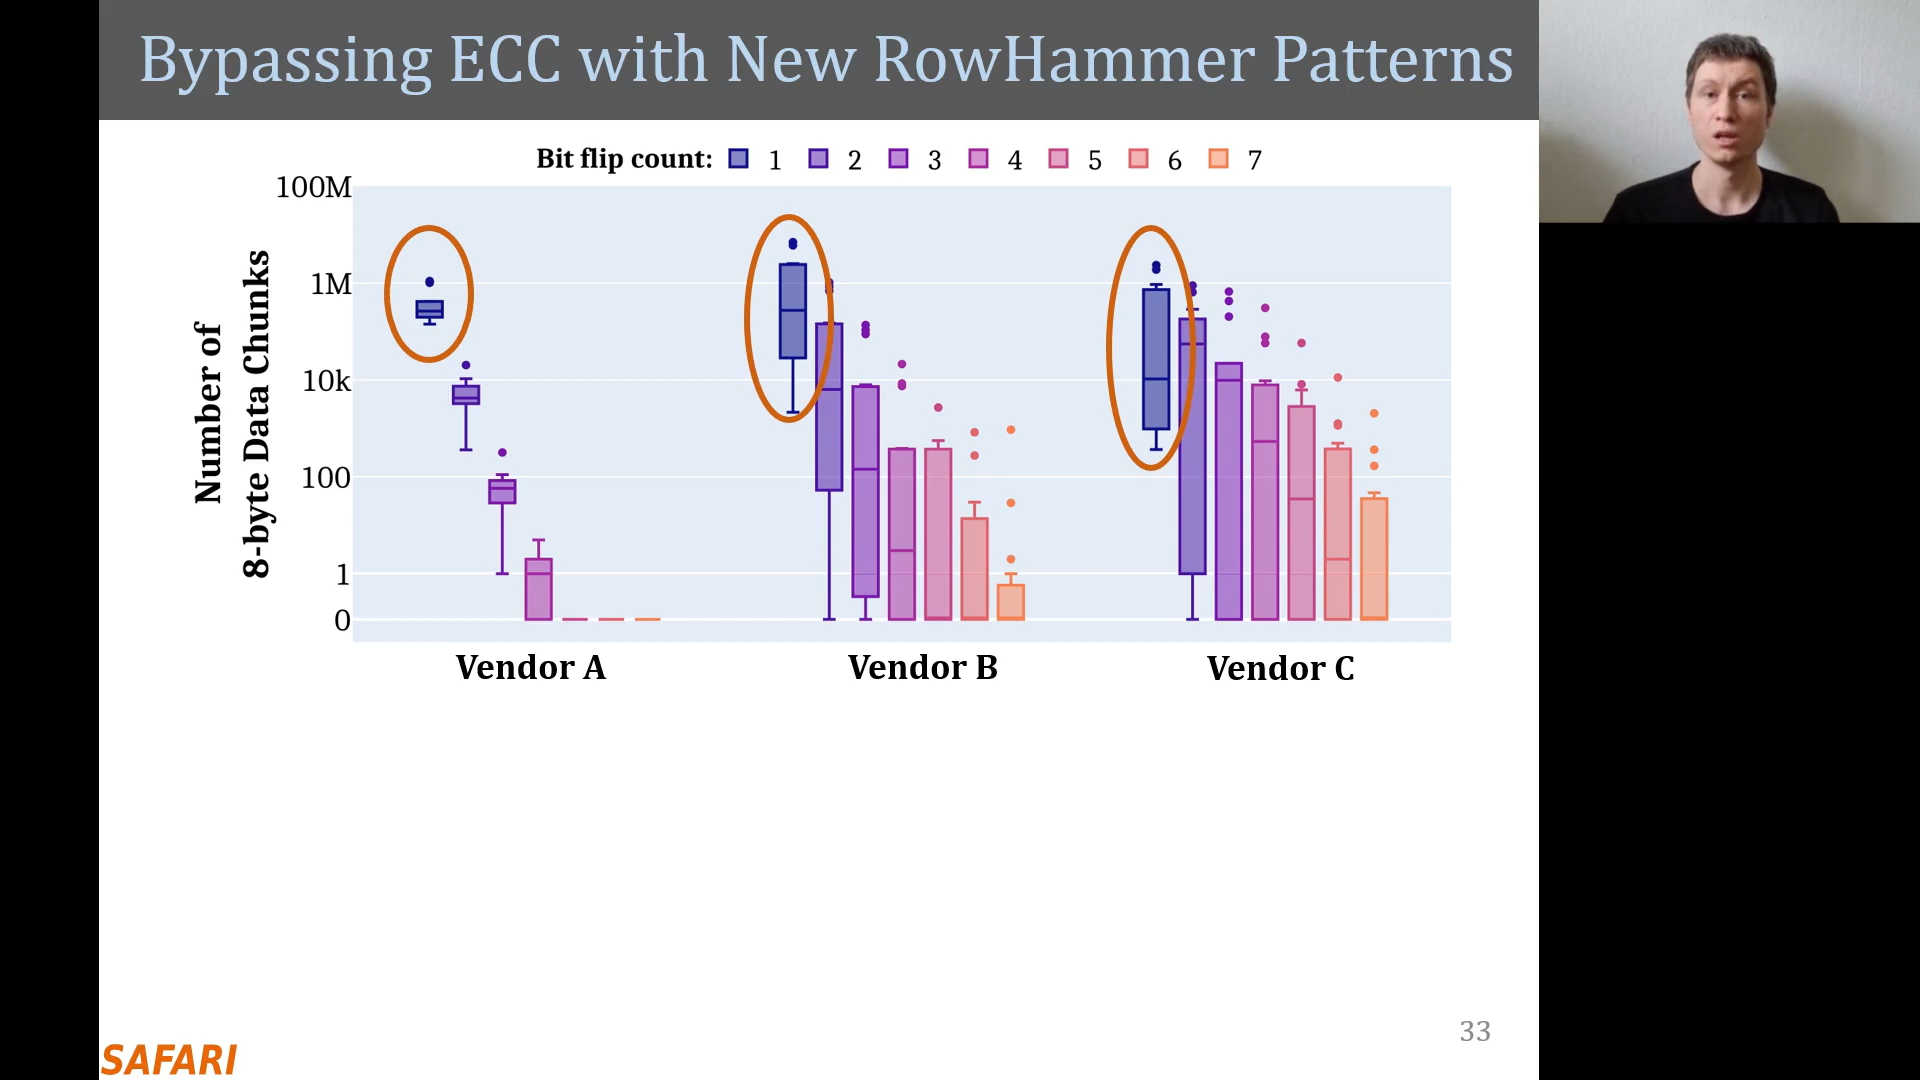 Bypassing ECC with New RowHammer Patterns
Bit flip count: 1 2 3 4 5 6 7
Number of
8-byte Data Chunks
100M
1M
10k
100
1
0
Vendor A Vendor B Vendor C
33
SAFARI